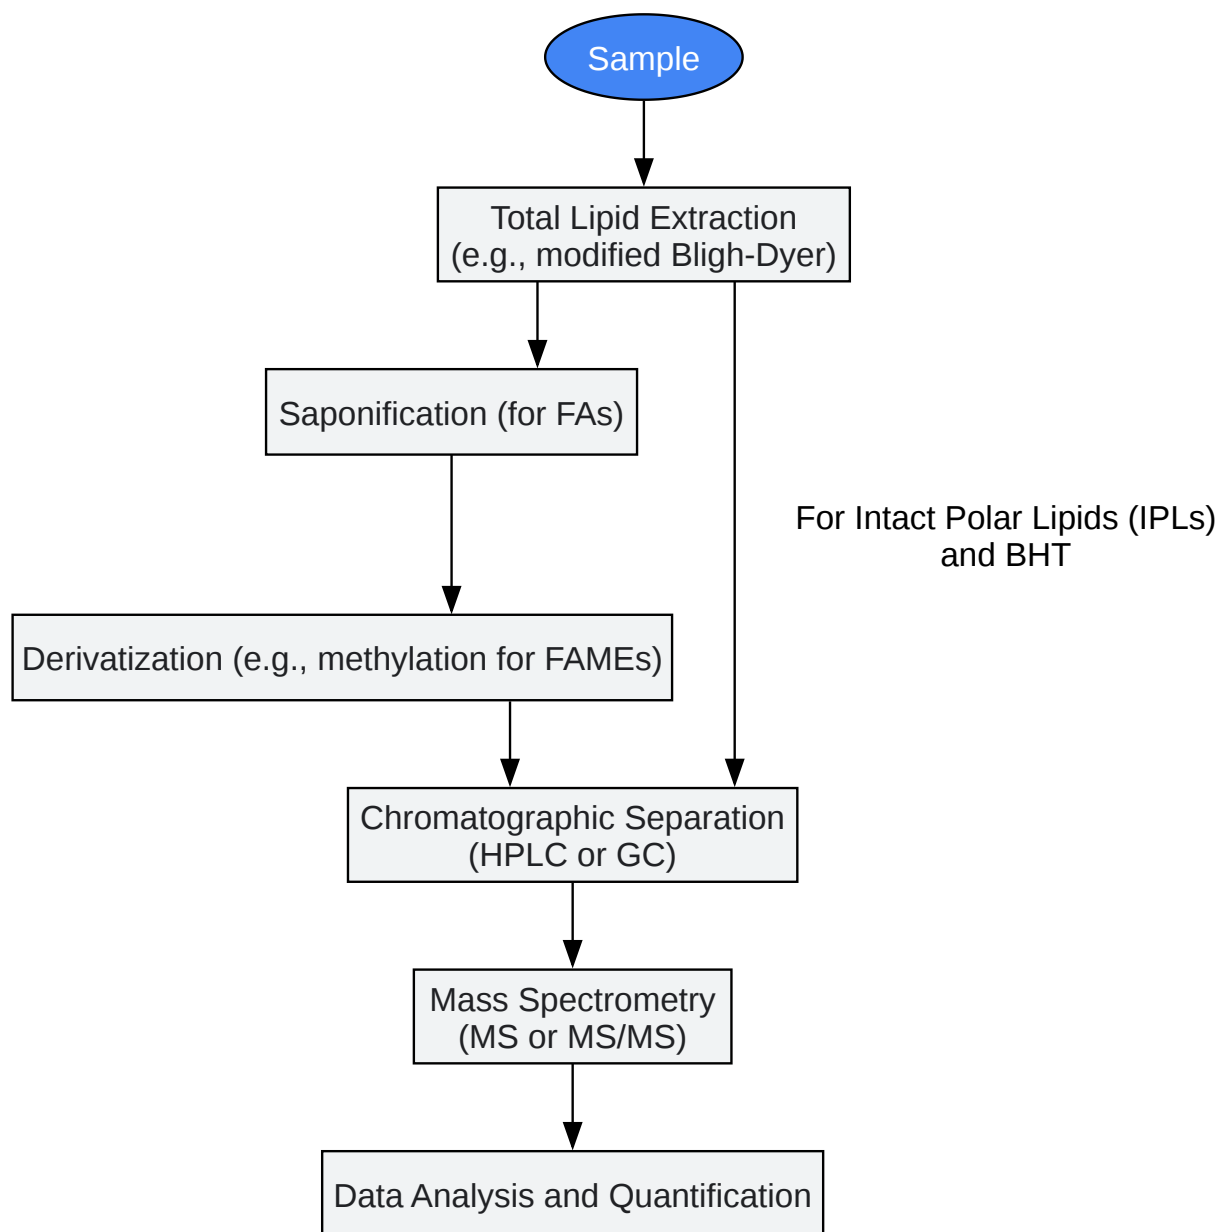 Sample
Total Lipid Extraction
(e.g., modified Bligh-Dyer)
Saponification (for FAs)
For Intact Polar Lipids (IPLs)
and BHT
Derivatization (e.g., methylation for FAMEs)
Chromatographic Separation
(HPLC or GC)
Mass Spectrometry
(MS or MS/MS)
Data Analysis and Quantification